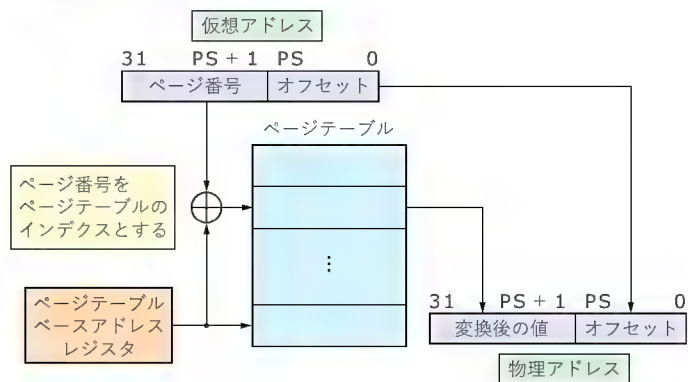 仮想アドレス
31 PS + 1 PS 0
ページ番号 オフセット
ページテーブル
ページ番号を
ページテーブルの
インデクスとする
⋮
ページテーブル
ベースアドレス
レジスタ
31 PS + 1 PS 0
変換後の値 オフセット
物理アドレス